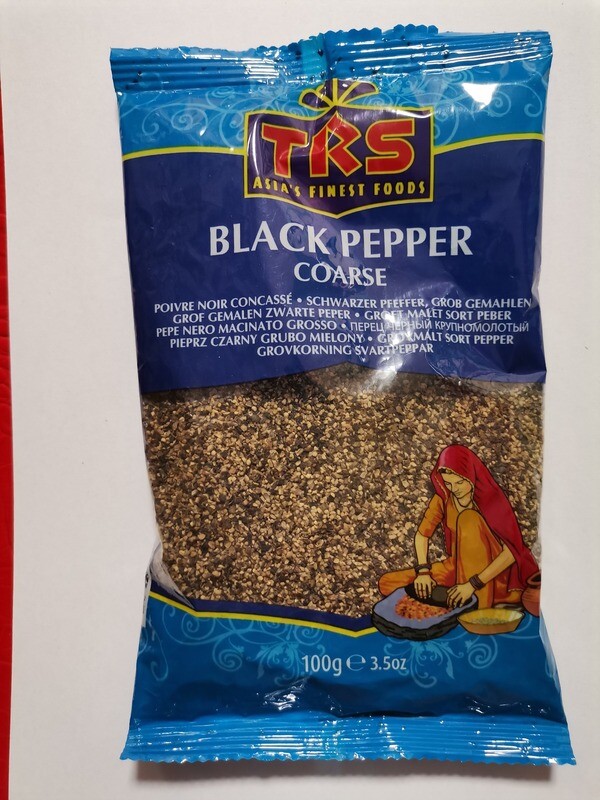 TRS
ASIA'S FINEST FOODS
BLACK PEPPER
COARSE
POIVRE NOIR CONCASSÉ • SCHWARZER PFEFFER, GROB GEMAHLEN
GROF GEMALEN ZWARTE PEPER • GROFT MALET SORT PEBER
PEPE NERO MACINATO GROSSO • ПЕРЕЦ ЧЕРНЫЙ КРУПНОМОЛОТЫЙ
PIEPRZ CZARNY GRUBO MIELONY • GROVMALT SORT PEPPER
GROVKORNING SVARTPEPPAR
100g ℮ 3.5oz